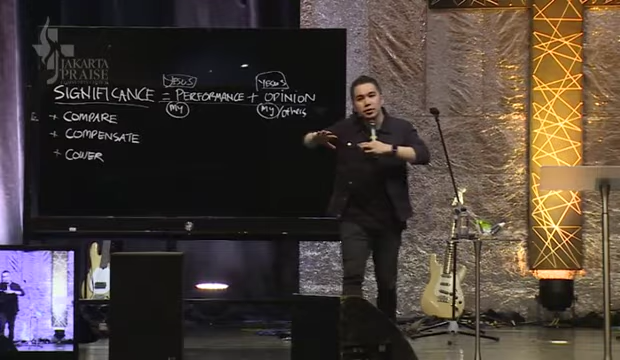 JAKARTA
PRAISE
YESUS YESUS
SIGNIFICANCE = PERFORMANCE + OPINION
MY MY/others
+ COMPARE
+ COMPENSATE
+ COVER